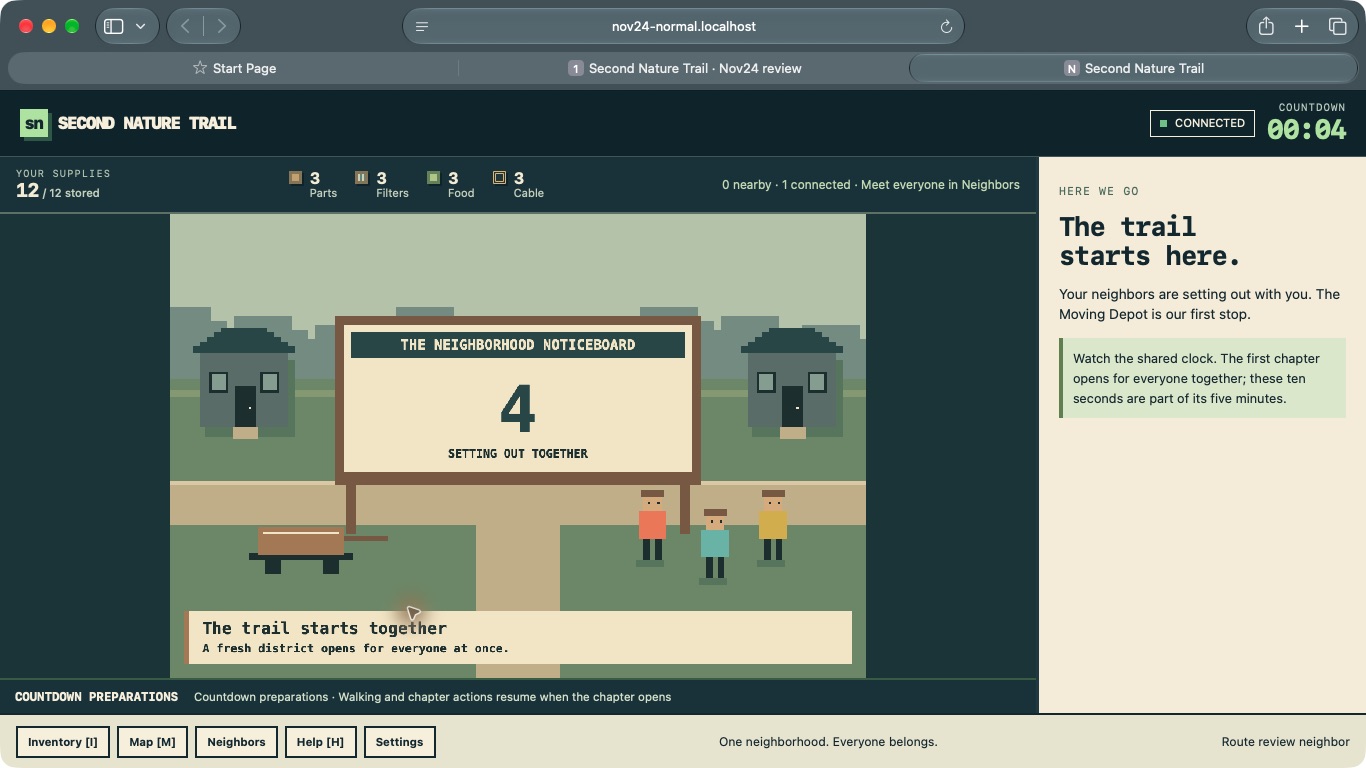 nov24-normal.localhost
Start Page
1 Second Nature Trail · Nov24 review
N Second Nature Trail
sn SECOND NATURE TRAIL
CONNECTED
COUNTDOWN
00:04
YOUR SUPPLIES
12 / 12 stored
3
Parts
3
Filters
3
Food
3
Cable
0 nearby · 1 connected · Meet everyone in Neighbors
THE NEIGHBORHOOD NOTICEBOARD
4
SETTING OUT TOGETHER
The trail starts together
A fresh district opens for everyone at once.
HERE WE GO
The trail
starts here.
Your neighbors are setting out with you. The
Moving Depot is our first stop.
Watch the shared clock. The first chapter
opens for everyone together; these ten
seconds are part of its five minutes.
COUNTDOWN PREPARATIONS Countdown preparations · Walking and chapter actions resume when the chapter opens
Inventory [I] Map [M] Neighbors Help [H] Settings
One neighborhood. Everyone belongs.
Route review neighbor